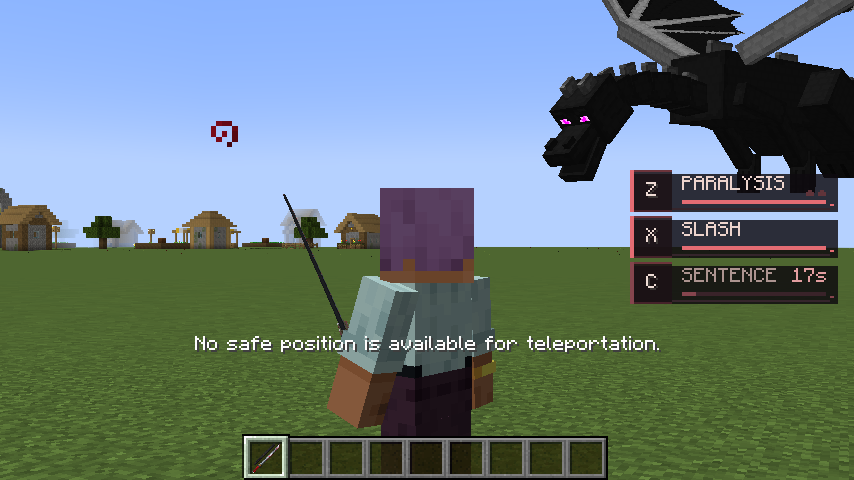 Z PARALYSIS
X SLASH
C SENTENCE 17s
No safe position is available for teleportation.